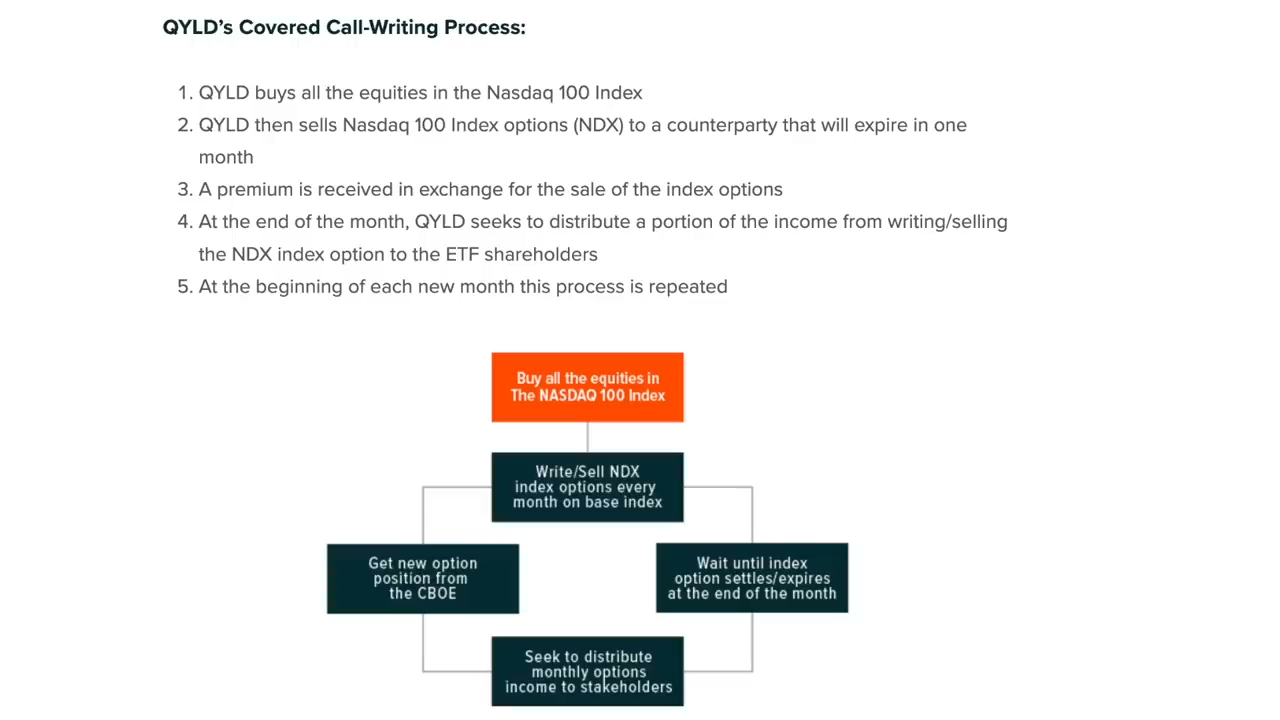 QYLD’s Covered Call-Writing Process:
1. QYLD buys all the equities in the Nasdaq 100 Index
2. QYLD then sells Nasdaq 100 Index options (NDX) to a counterparty that will expire in one
month
3. A premium is received in exchange for the sale of the index options
4. At the end of the month, QYLD seeks to distribute a portion of the income from writing/selling
the NDX index option to the ETF shareholders
5. At the beginning of each new month this process is repeated
Buy all the equities in
The NASDAQ 100 Index
Write/Sell NDX
index options every
month on base index
Get new option
position from
the CBOE
Wait until index
option settles/expires
at the end of the month
Seek to distribute
monthly options
income to stakeholders